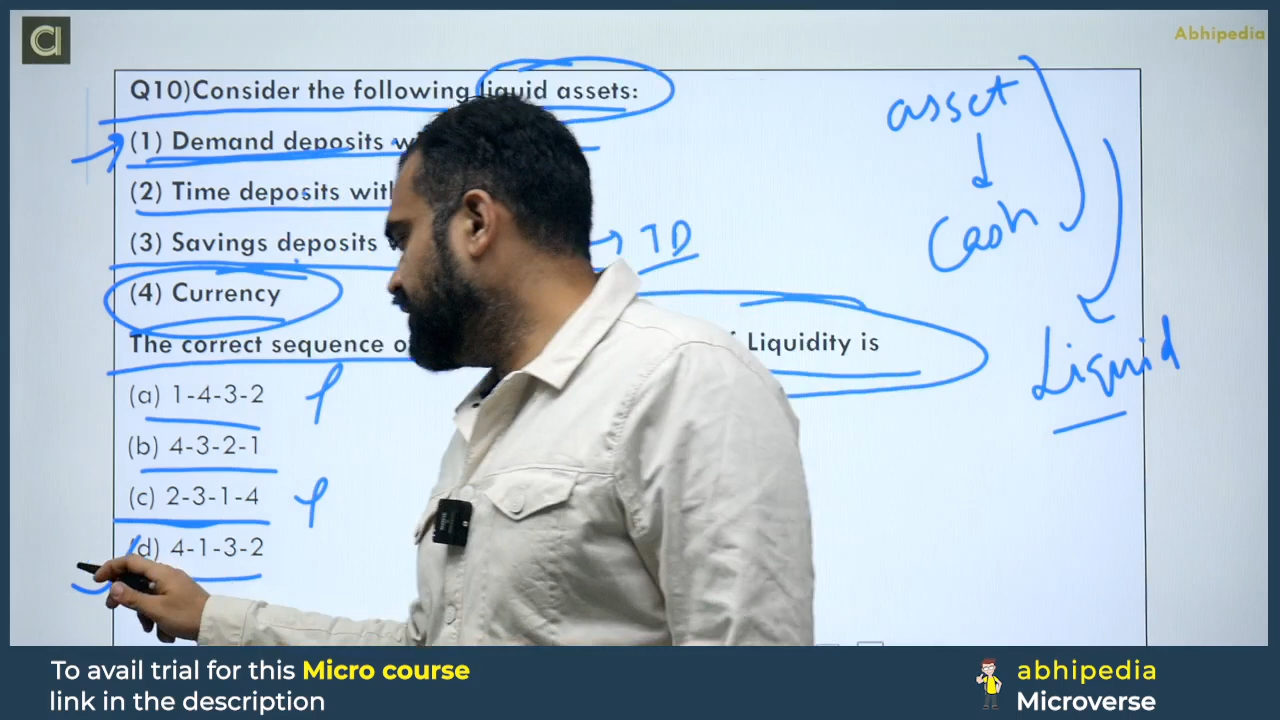 Abhipedia
Q10)Consider the following liquid assets:
(1) Demand deposits
(2) Time deposits with
(3) Savings deposits
→ TD
(4) Currency
The correct sequence
Liquidity is
(a) 1-4-3-2
(b) 4-3-2-1
(c) 2-3-1-4
(d) 4-1-3-2
asset
↓
Cash
Liquid
To avail trial for this Micro course
link in the description
abhipedia
Microverse